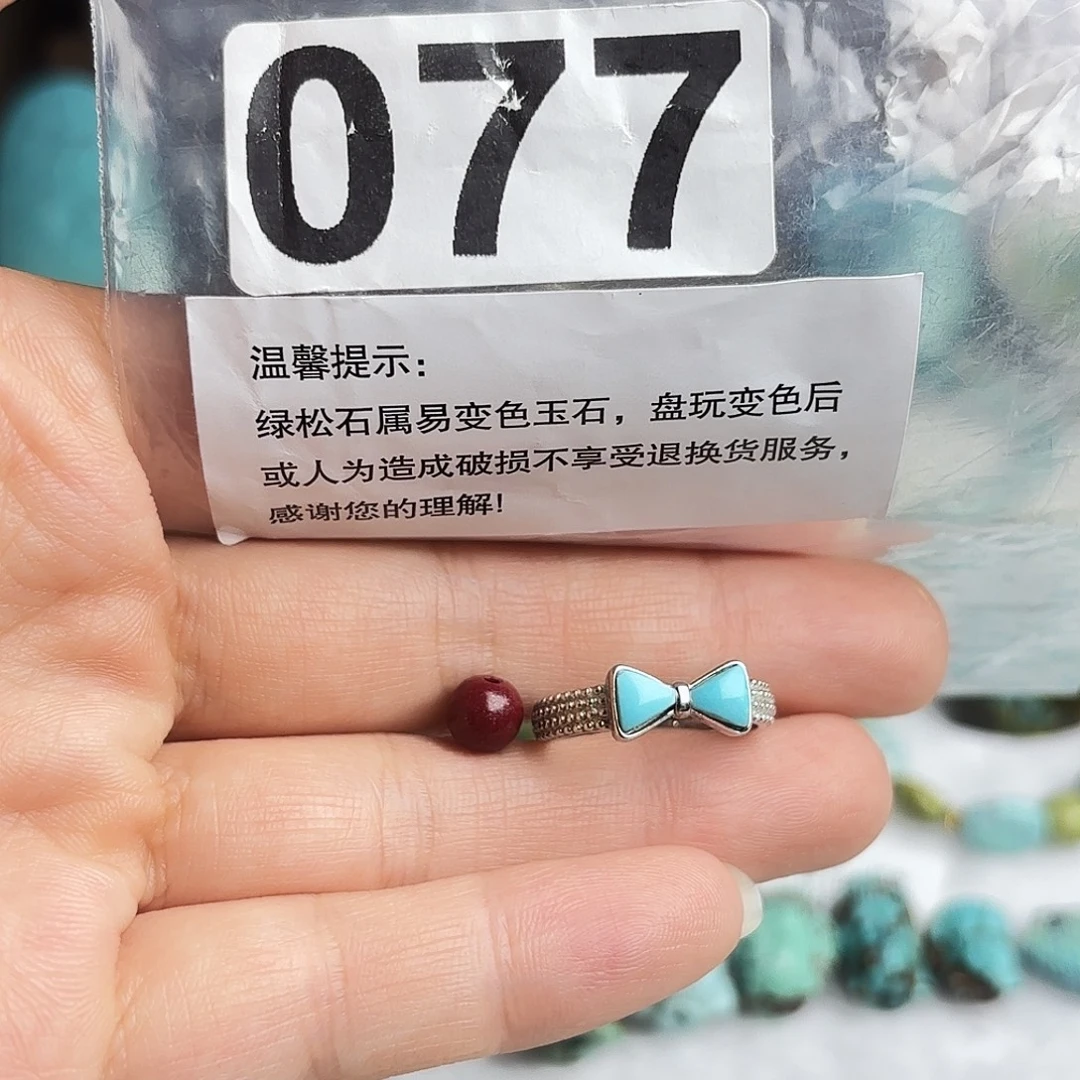 077
温馨提示：
绿松石属易变色玉石，盘玩变色后
或人为造成破损不享受退换货服务，
感谢您的理解!